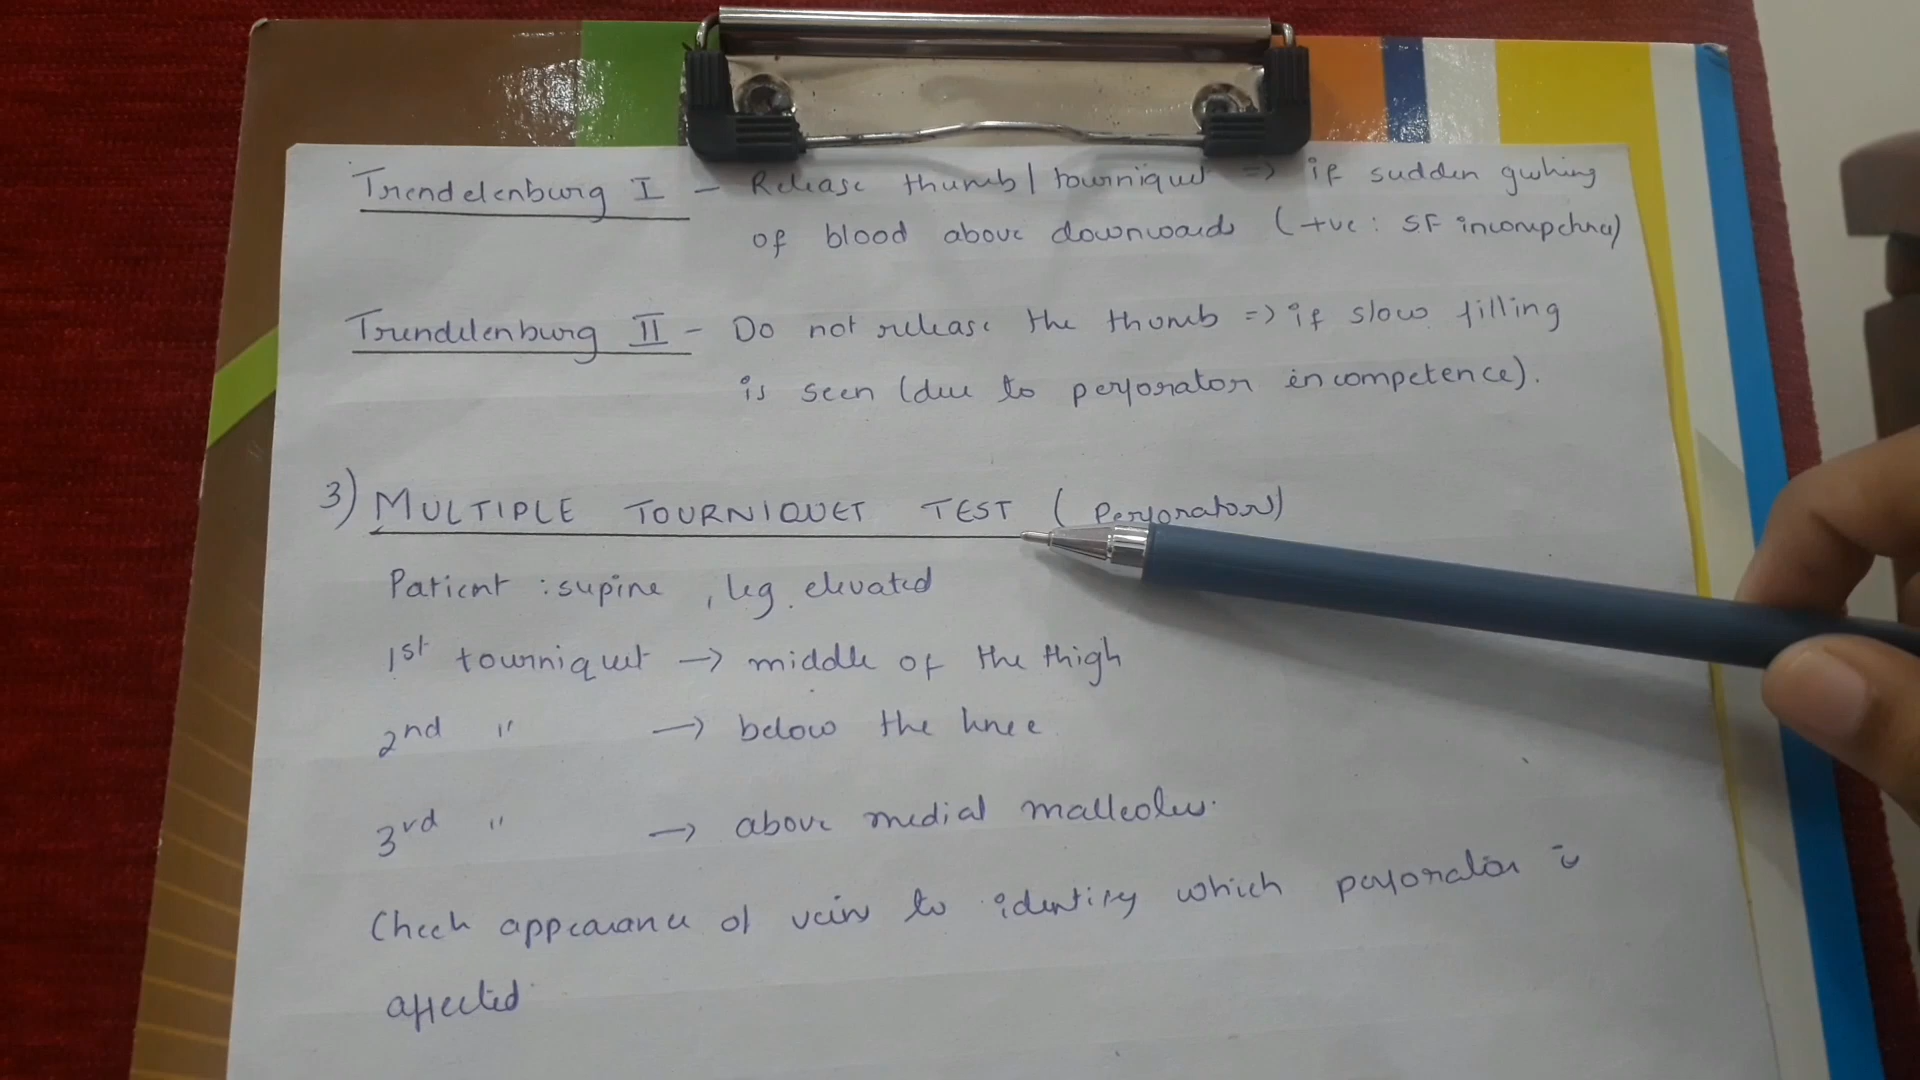 Trendelenburg I - Release thumb/tourniquet => if sudden gushing
of blood above downwards (+ve: SF incompetence)
Trendelenburg II - Do not release the thumb => if slow filling
is seen (due to perforator incompetence).
3) MULTIPLE TOURNIQUET TEST (Perforators)
Patient : supine, leg elevated
1st tourniquet → middle of the thigh
2nd " → below the knee
3rd " → above medial malleolus.
Check appearance of veins to identify which perforator is
affected